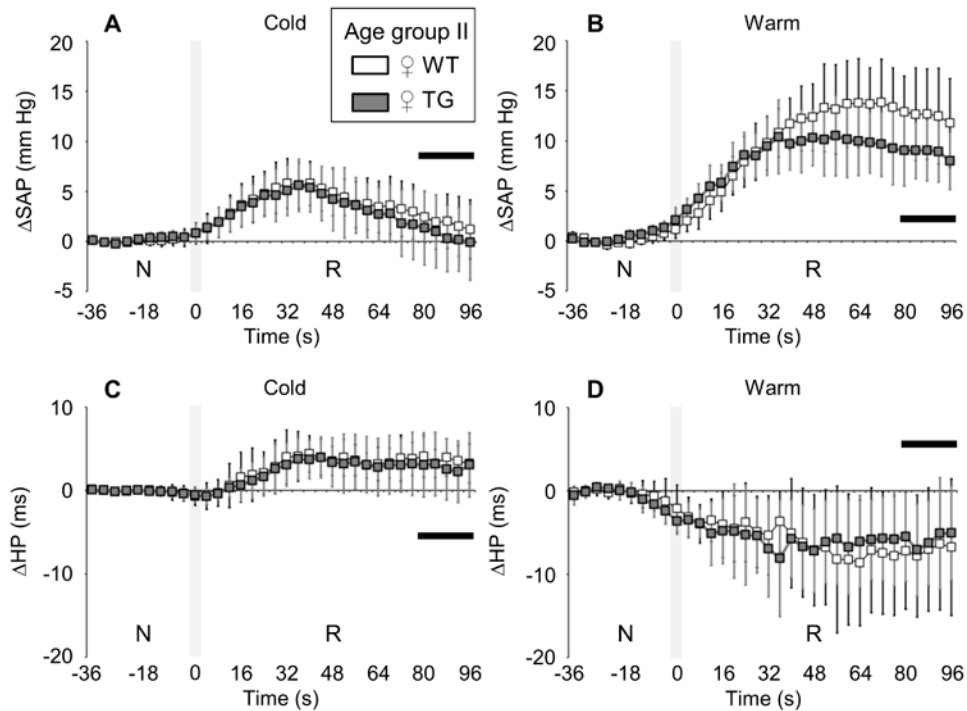 A
Cold
Age group II
♀ WT
♀ TG
ΔSAP (mm Hg)
20
15
10
5
0
-5
N
R
-36 -18 0 16 32 48 64 80 96
Time (s)
B
Warm
ΔSAP (mm Hg)
20
15
10
5
0
-5
N
R
-36 -18 0 16 32 48 64 80 96
Time (s)
C
Cold
ΔHP (ms)
10
0
-10
-20
N
R
-36 -18 0 16 32 48 64 80 96
Time (s)
D
Warm
ΔHP (ms)
10
0
-10
-20
N
R
-36 -18 0 16 32 48 64 80 96
Time (s)